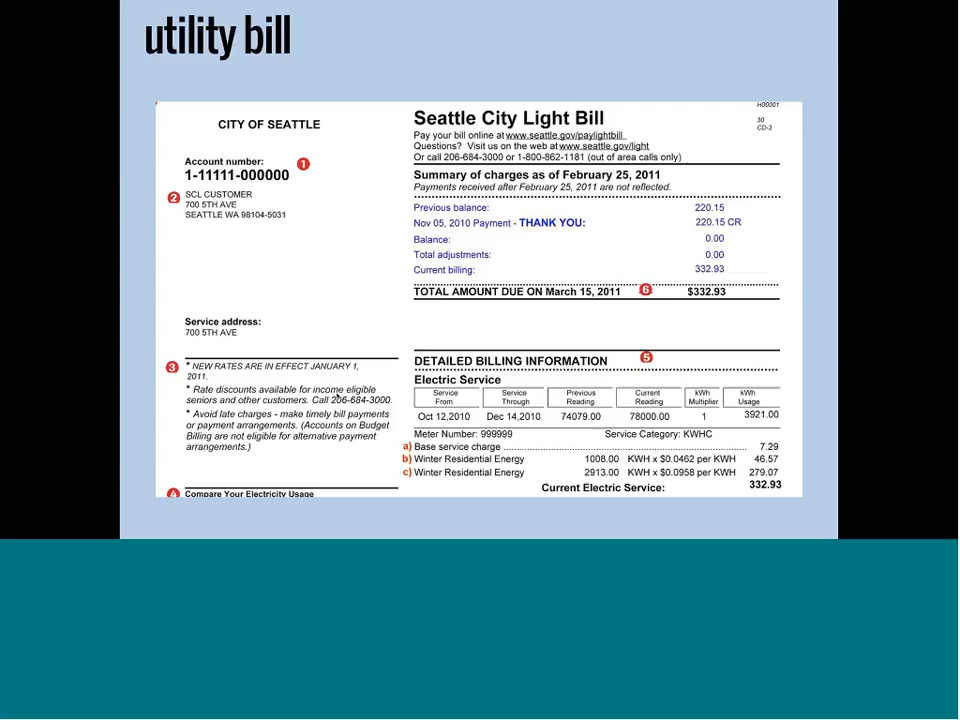 utility bill
CITY OF SEATTLE
Account number:
1
1-11111-000000
2
SCL CUSTOMER
700 5TH AVE
SEATTLE WA 98104-5031
Service address:
700 5TH AVE
3
* NEW RATES ARE IN EFFECT JANUARY 1,
2011.
* Rate discounts available for income eligible
seniors and other customers. Call 206-684-3000.
* Avoid late charges - make timely bill payments
or payment arrangements. (Accounts on Budget
Billing are not eligible for alternative payment
arrangements.)
4
Compare Your Electricity Usage
H00001
30
CD-3
Seattle City Light Bill
Pay your bill online at www.seattle.gov/paylightbill
Questions? Visit us on the web at www.seattle.gov/light
Or call 206-684-3000 or 1-800-862-1181 (out of area calls only)
Summary of charges as of February 25, 2011
Payments received after February 25, 2011 are not reflected.
Previous balance: 220.15
Nov 05, 2010 Payment - THANK YOU: 220.15 CR
Balance: 0.00
Total adjustments: 0.00
Current billing: 332.93
TOTAL AMOUNT DUE ON March 15, 2011 6 $332.93
DETAILED BILLING INFORMATION 5
Electric Service
Service From Service Through Previous Reading Current Reading kWh Multiplier kWh Usage
Oct 12,2010 Dec 14,2010 74079.00 78000.00 1 3921.00
Meter Number: 999999 Service Category: KWHC
a) Base service charge 7.29
b) Winter Residential Energy 1008.00 KWH x $0.0462 per KWH 46.57
c) Winter Residential Energy 2913.00 KWH x $0.0958 per KWH 279.07
Current Electric Service: 332.93